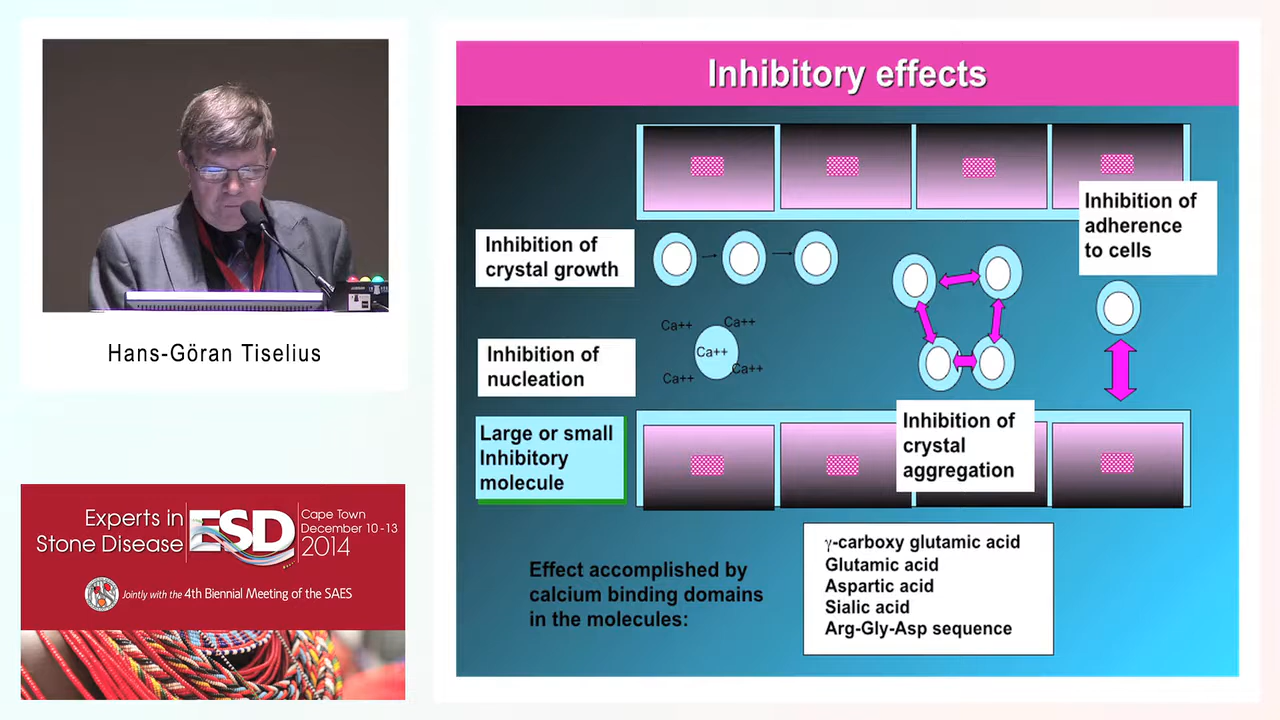 Hans-Göran Tiselius
Experts in
Stone Disease
ESD
Cape Town
December 10-13
2014
Jointly with the 4th Biennial Meeting of the SAES
Inhibitory effects
Inhibition of
adherence
to cells
Inhibition of
crystal growth
Ca++
Ca++
Ca++
Ca++
Ca++
Inhibition of
nucleation
Inhibition of
crystal
aggregation
Large or small
Inhibitory
molecule
Effect accomplished by
calcium binding domains
in the molecules:
γ-carboxy glutamic acid
Glutamic acid
Aspartic acid
Sialic acid
Arg-Gly-Asp sequence